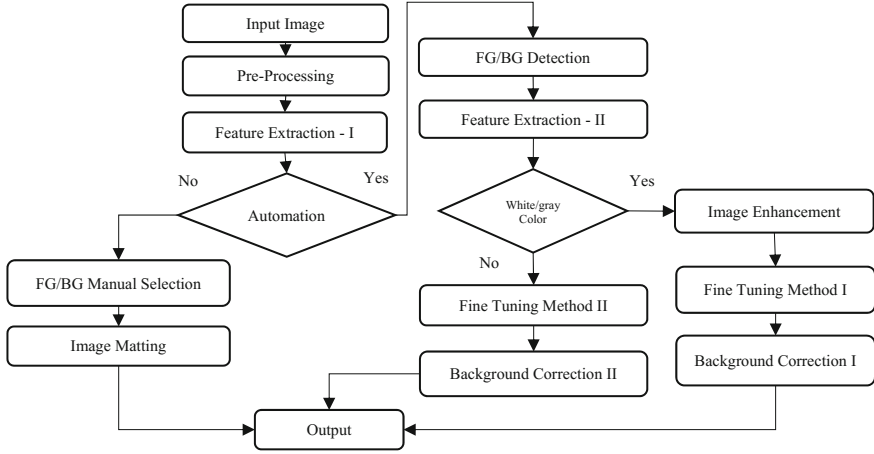 Input Image
Pre-Processing
Feature Extraction - I
No
Yes
Automation
FG/BG Manual Selection
Image Matting
FG/BG Detection
Feature Extraction - II
White/gray
Color
Yes
No
Fine Tuning Method II
Background Correction II
Image Enhancement
Fine Tuning Method I
Background Correction I
Output